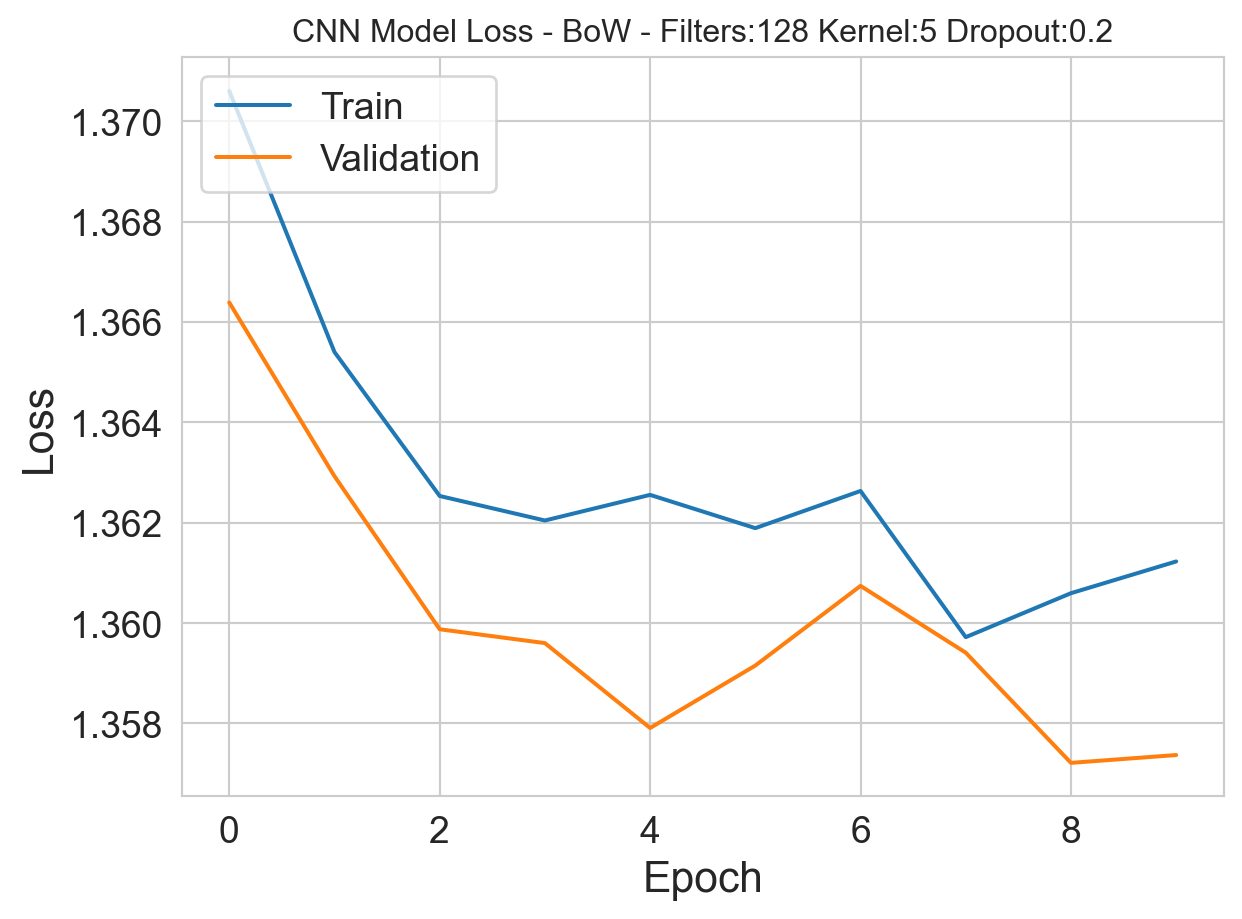 CNN Model Loss - BoW - Filters:128 Kernel:5 Dropout:0.2
Train
Validation
1.370
1.368
1.366
1.364
1.362
1.360
1.358
Loss
0 2 4 6 8
Epoch